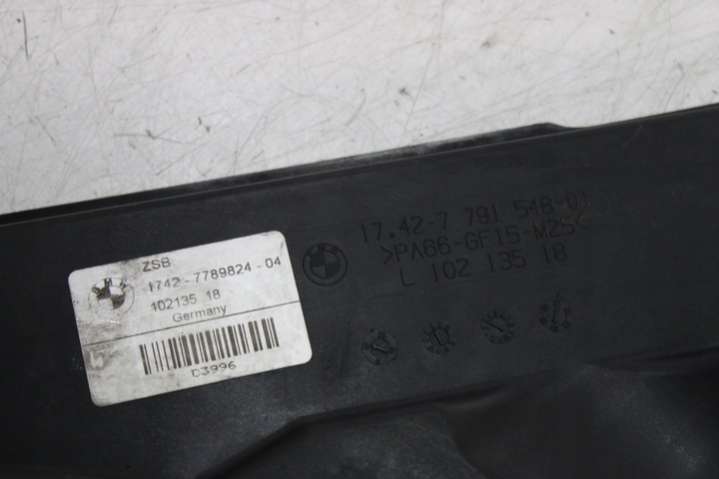 ZSB
1742 - 7789824 - 04
102135 18
Germany
D3996
17.42-7 791 548-01
>PA66-GF15-M25<
L 102 135 18